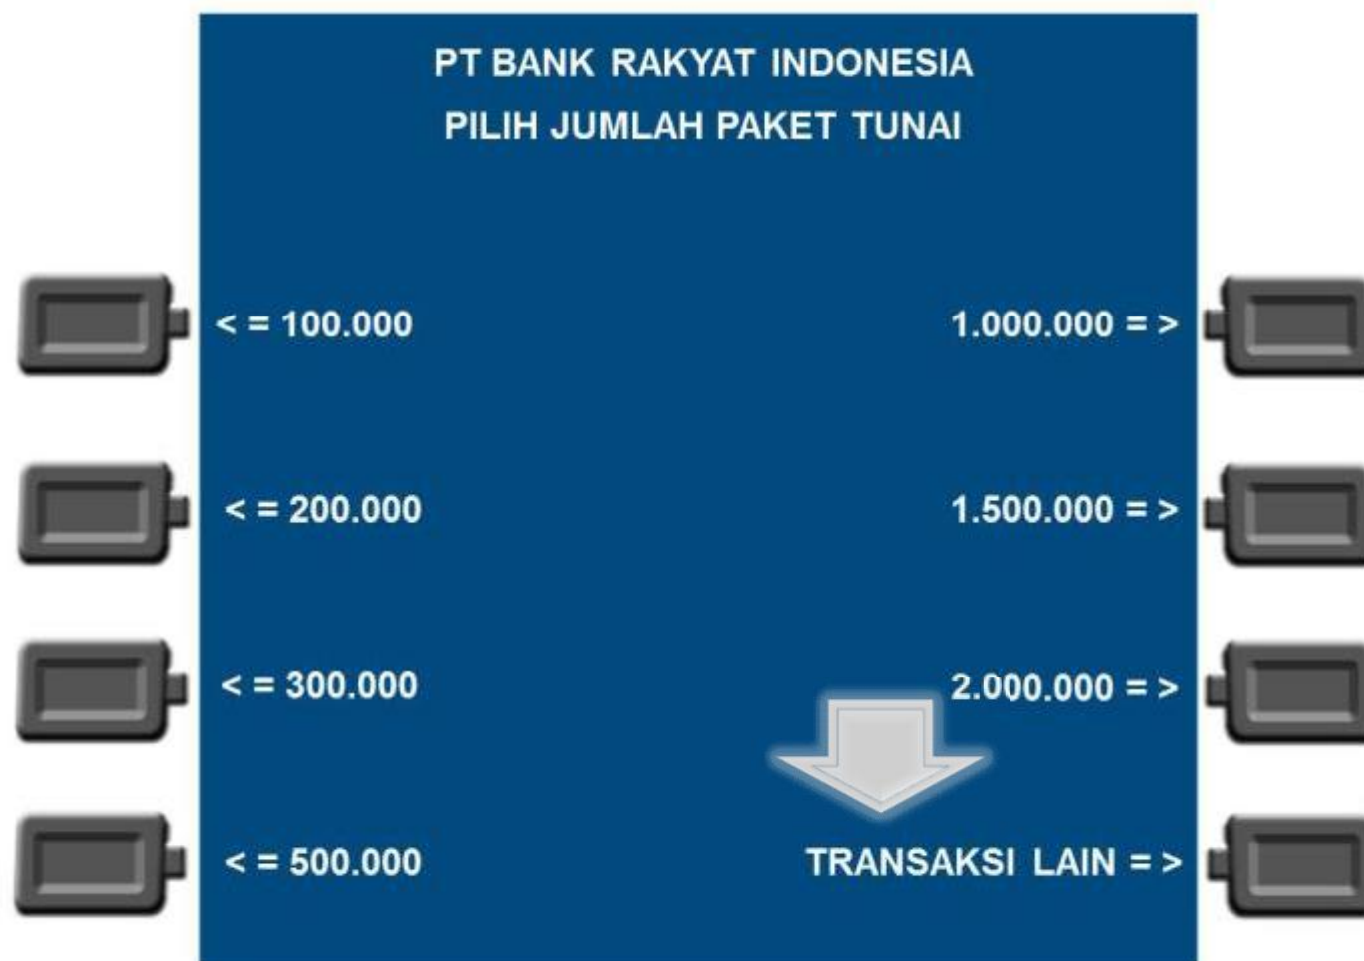 PT BANK RAKYAT INDONESIA
PILIH JUMLAH PAKET TUNAI
< = 100.000
1.000.000 = >
< = 200.000
1.500.000 = >
< = 300.000
2.000.000 = >
< = 500.000
TRANSAKSI LAIN = >